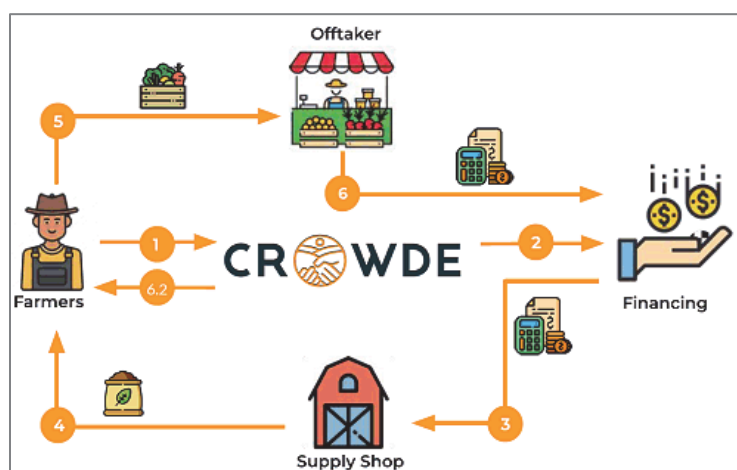 Offtaker
5
6
1
CROWDE
2
6.2
Farmers
Financing
4
3
Supply Shop